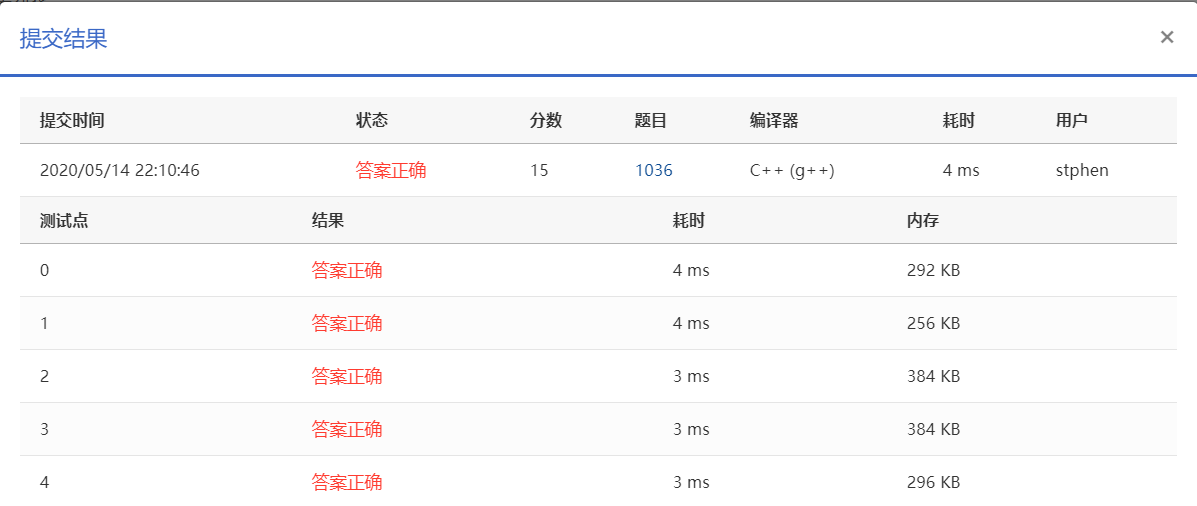 提交结果 ×
提交时间 状态 分数 题目 编译器 耗时 用户
2020/05/14 22:10:46 答案正确 15 1036 C++ (g++) 4 ms stphen
测试点 结果 耗时 内存
0 答案正确 4 ms 292 KB
1 答案正确 4 ms 256 KB
2 答案正确 3 ms 384 KB
3 答案正确 3 ms 384 KB
4 答案正确 3 ms 296 KB